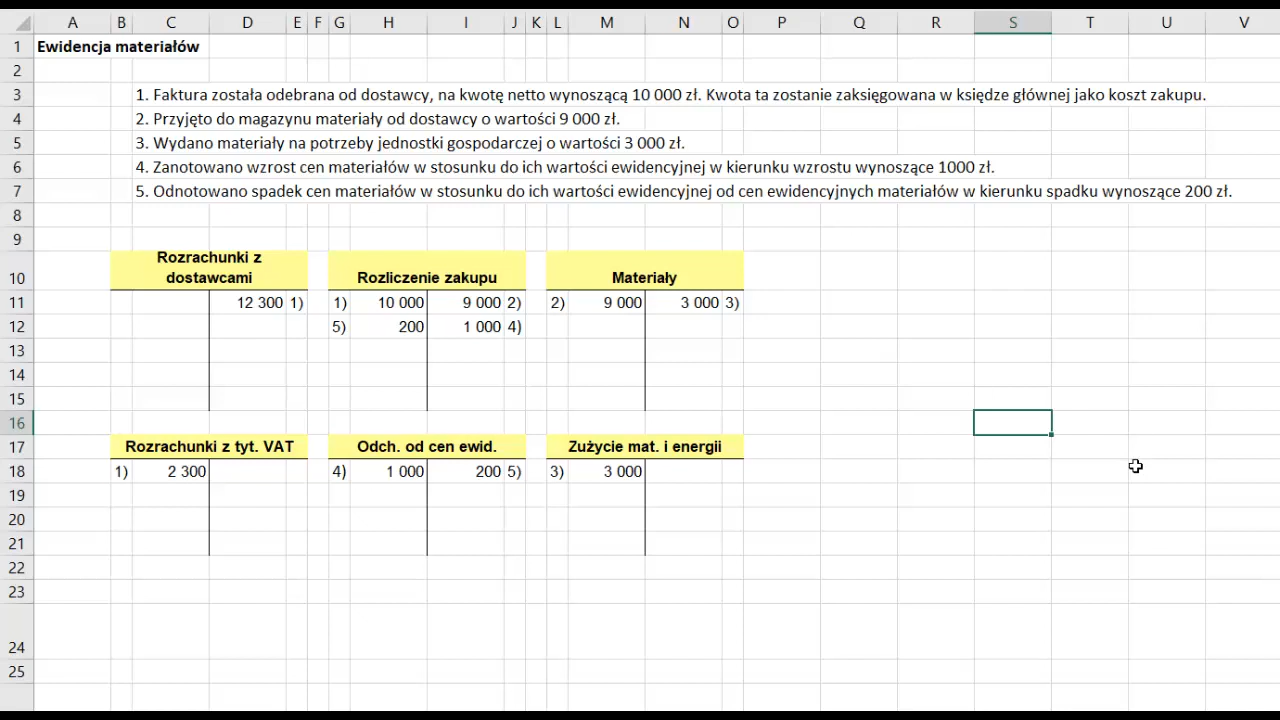 A B C D E F G H I J K L M N O P Q R S T U V
1 Ewidencja materiałów
2
3 1. Faktura została odebrana od dostawcy, na kwotę netto wynoszącą 10 000 zł. Kwota ta zostanie zaksięgowana w księdze głównej jako koszt zakupu.
4 2. Przyjęto do magazynu materiały od dostawcy o wartości 9 000 zł.
5 3. Wydano materiały na potrzeby jednostki gospodarczej o wartości 3 000 zł.
6 4. Zanotowano wzrost cen materiałów w stosunku do ich wartości ewidencyjnej w kierunku wzrostu wynoszące 1000 zł.
7 5. Odnotowano spadek cen materiałów w stosunku do ich wartości ewidencyjnej od cen ewidencyjnych materiałów w kierunku spadku wynoszące 200 zł.
8
9
Rozrachunki z
10 dostawcami Rozliczenie zakupu Materiały
11 12 300 1) 1) 10 000 9 000 2) 2) 9 000 3 000 3)
12 5) 200 1 000 4)
13
14
15
16
17 Rozrachunki z tyt. VAT Odch. od cen ewid. Zużycie mat. i energii
18 1) 2 300 4) 1 000 200 5) 3) 3 000
19
20
21
22
23
24
25